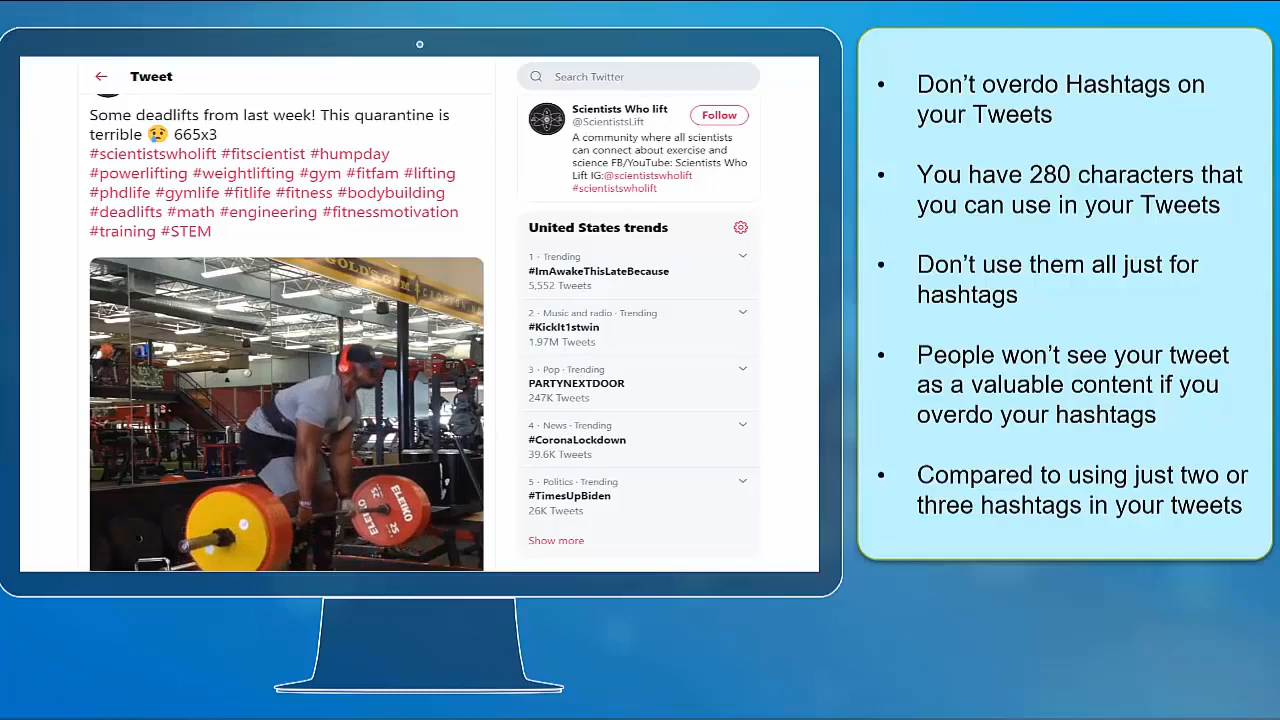 Tweet
Some deadlifts from last week! This quarantine is
terrible 😢 665x3
#scientistswholift #fitscientist #humpday
#powerlifting #weightlifting #gym #fitfam #lifting
#phdlife #gymlife #fitlife #fitness #bodybuilding
#deadlifts #math #engineering #fitnessmotivation
#training #STEM
GOLD'S GYM
ELEIKO
25
Search Twitter
Scientists Who lift
@ScientistsLift
Follow
A community where all scientists
can connect about exercise and
science FB/YouTube: Scientists Who
Lift IG:@scientistswholift
#scientistswholift
United States trends
1 · Trending
#ImAwakeThisLateBecause
5,552 Tweets
2 · Music and radio · Trending
#KickIt1stwin
1.97M Tweets
3 · Pop · Trending
PARTYNEXTDOOR
247K Tweets
4 · News · Trending
#CoronaLockdown
39.6K Tweets
5 · Politics · Trending
#TimesUpBiden
26K Tweets
Show more
• Don't overdo Hashtags on
your Tweets
• You have 280 characters that
you can use in your Tweets
• Don't use them all just for
hashtags
• People won't see your tweet
as a valuable content if you
overdo your hashtags
• Compared to using just two or
three hashtags in your tweets